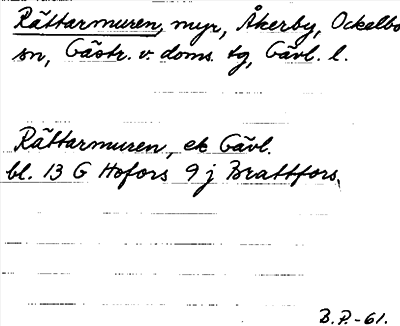 Rättarmuren, myr, Åkerby, Ockelbo
sn, Gästr. v. doms. tg, Gävl. l.
Rättarmuren, ek Gävl.
bl. 13 G Hofors 9 j Brattfors.
B.P.-61.